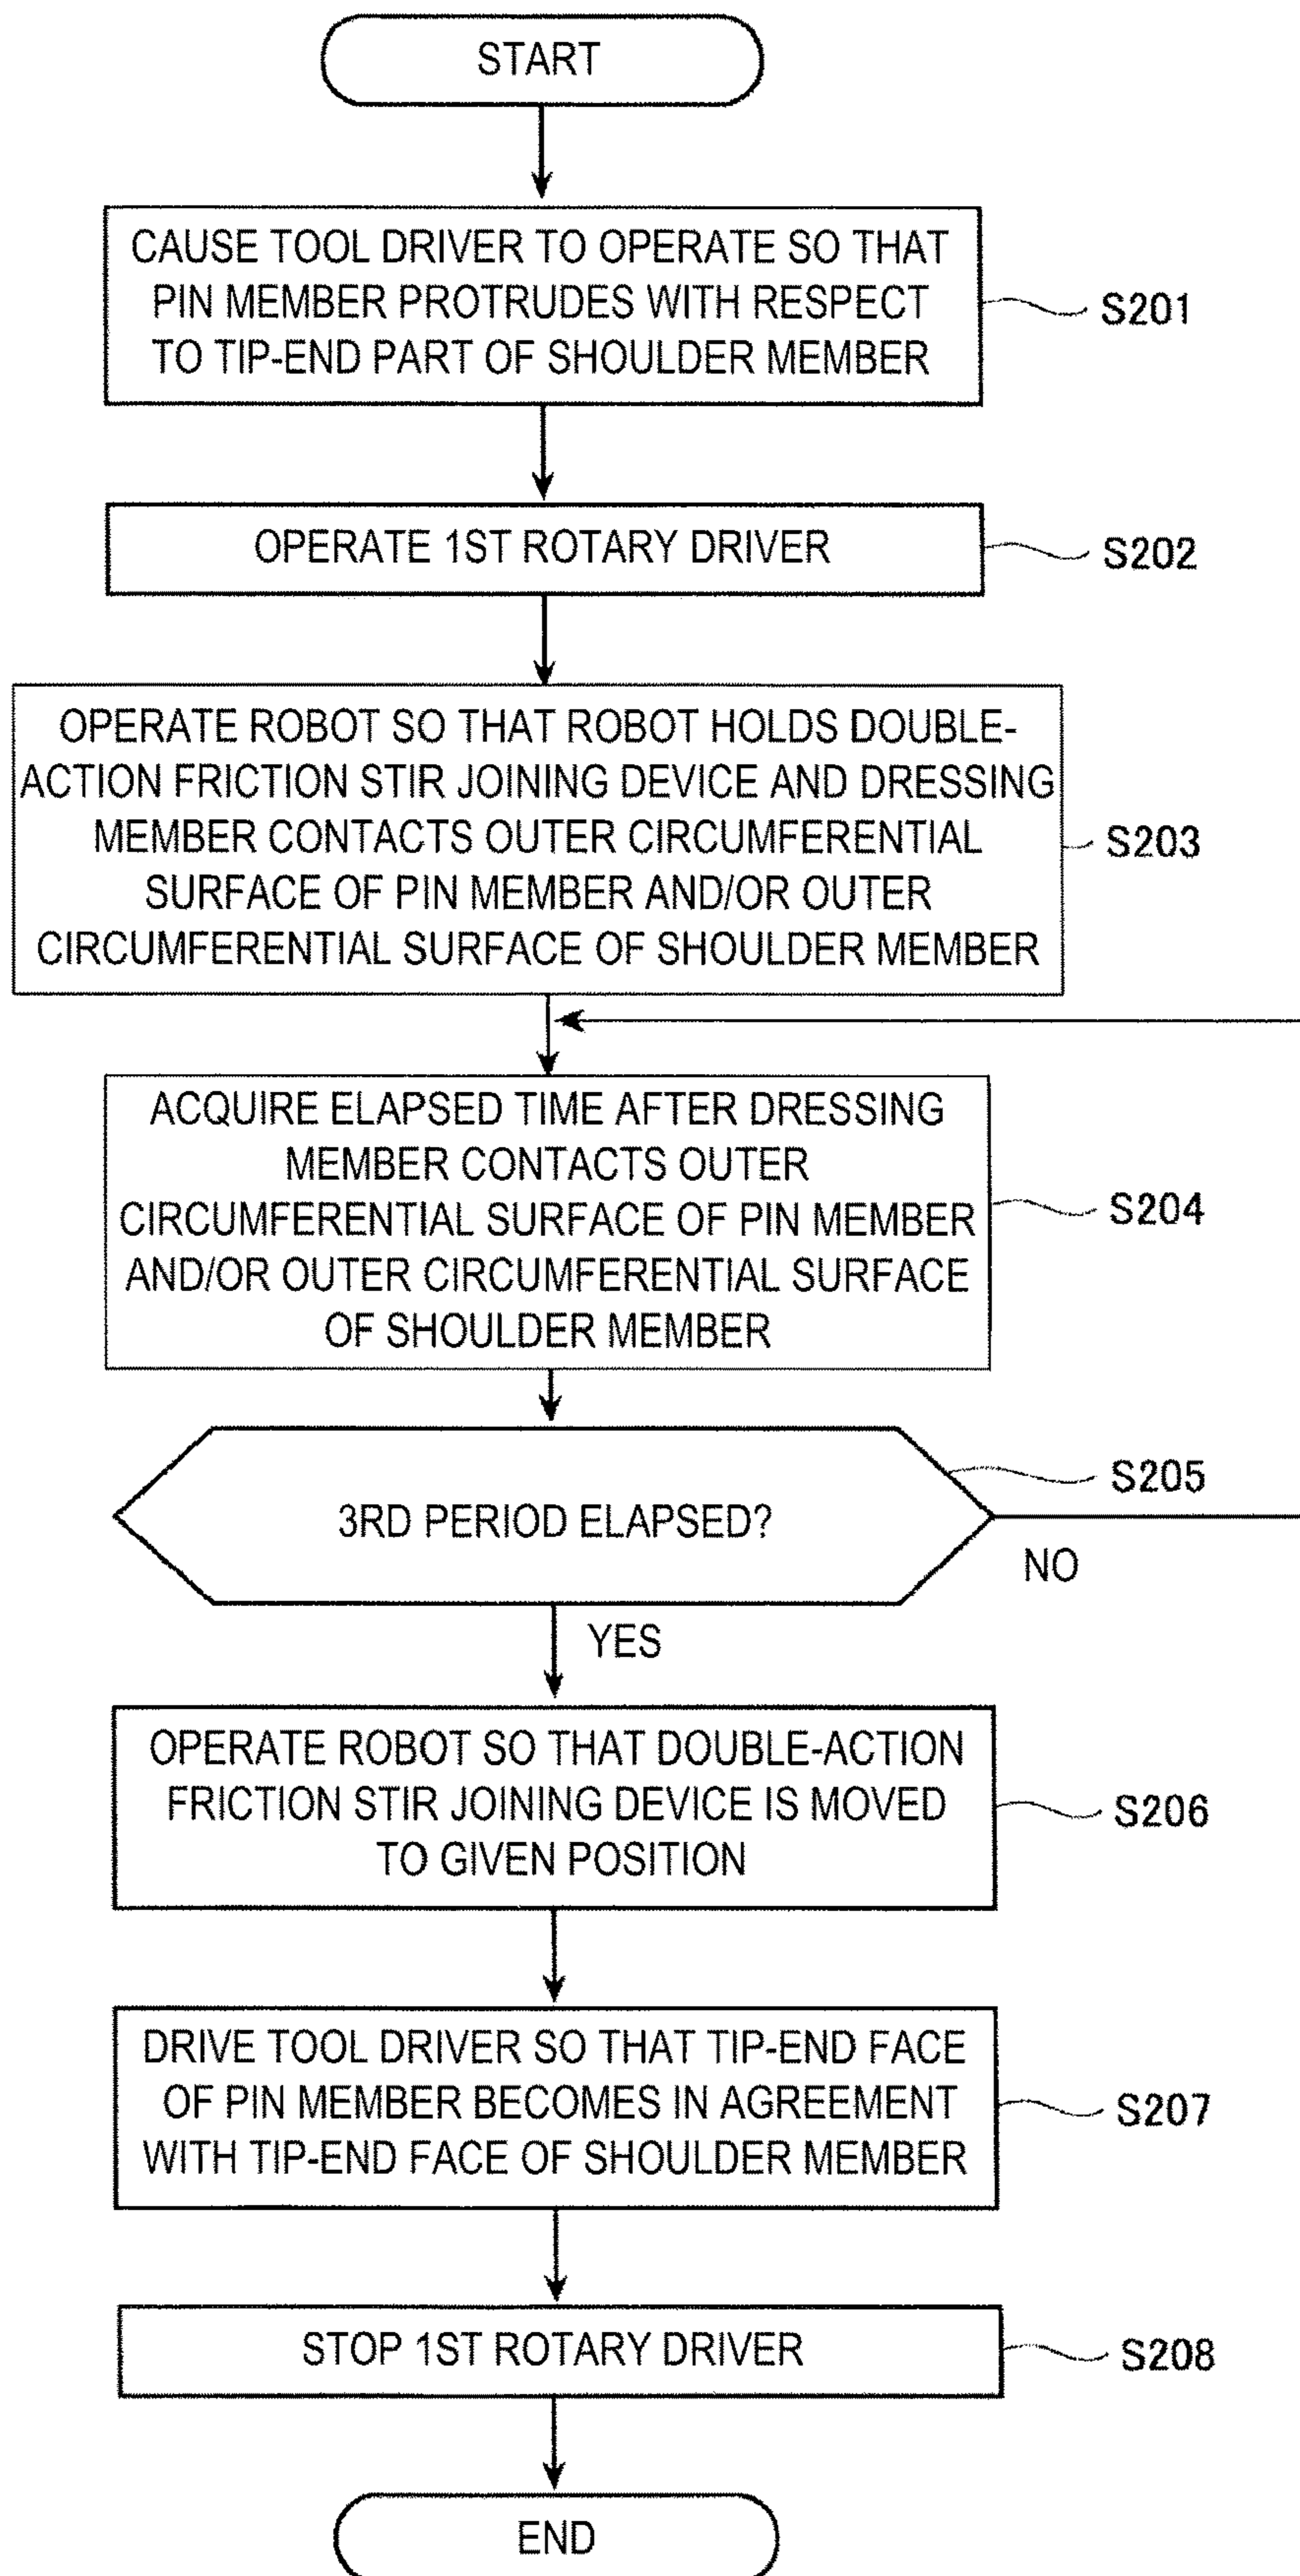 START
CAUSE TOOL DRIVER TO OPERATE SO THAT
PIN MEMBER PROTRUDES WITH RESPECT
TO TIP-END PART OF SHOULDER MEMBER
S201
OPERATE 1ST ROTARY DRIVER
S202
OPERATE ROBOT SO THAT ROBOT HOLDS DOUBLE-
ACTION FRICTION STIR JOINING DEVICE AND DRESSING
MEMBER CONTACTS OUTER CIRCUMFERENTIAL
SURFACE OF PIN MEMBER AND/OR OUTER
CIRCUMFERENTIAL SURFACE OF SHOULDER MEMBER
S203
ACQUIRE ELAPSED TIME AFTER DRESSING
MEMBER CONTACTS OUTER
CIRCUMFERENTIAL SURFACE OF PIN MEMBER
AND/OR OUTER CIRCUMFERENTIAL SURFACE
OF SHOULDER MEMBER
S204
3RD PERIOD ELAPSED?
S205
NO
YES
OPERATE ROBOT SO THAT DOUBLE-ACTION
FRICTION STIR JOINING DEVICE IS MOVED
TO GIVEN POSITION
S206
DRIVE TOOL DRIVER SO THAT TIP-END FACE
OF PIN MEMBER BECOMES IN AGREEMENT
WITH TIP-END FACE OF SHOULDER MEMBER
S207
STOP 1ST ROTARY DRIVER
S208
END